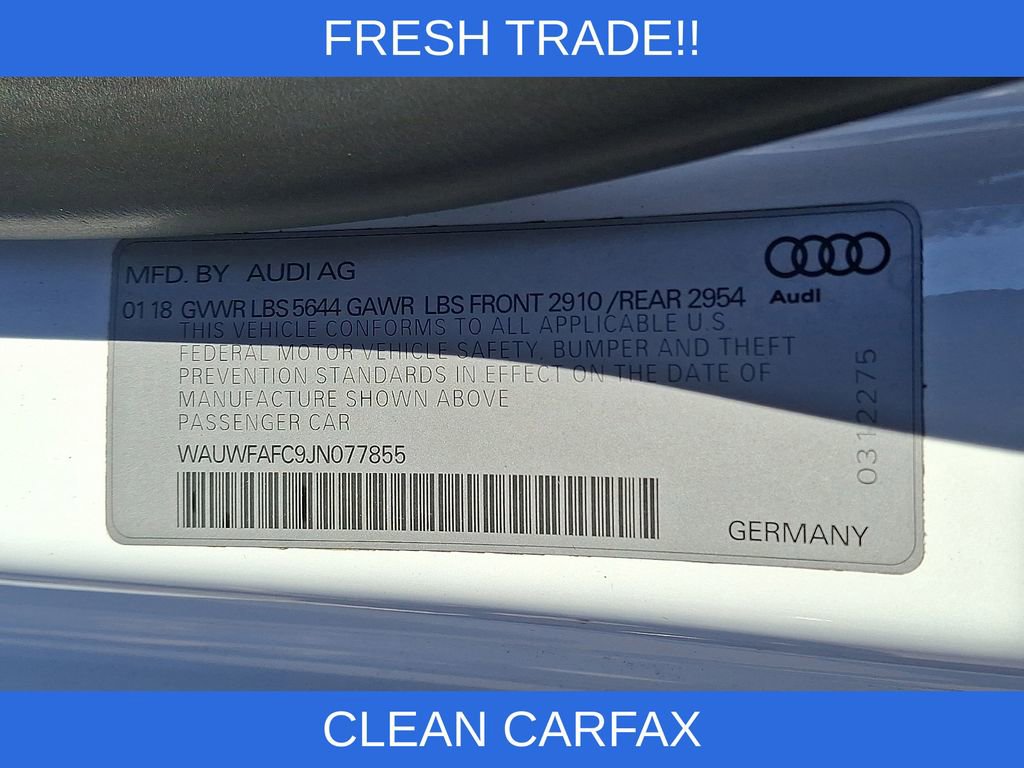 FRESH TRADE!!
MFD. BY AUDI AG
Audi
01 18 GVWR LBS 5644 GAWR LBS FRONT 2910 /REAR 2954
THIS VEHICLE CONFORMS TO ALL APPLICABLE U.S.
FEDERAL MOTOR VEHICLE SAFETY, BUMPER AND THEFT
PREVENTION STANDARDS IN EFFECT ON THE DATE OF
MANUFACTURE SHOWN ABOVE
PASSENGER CAR
WAUWFAFC9JN077855
0312275
GERMANY
CLEAN CARFAX